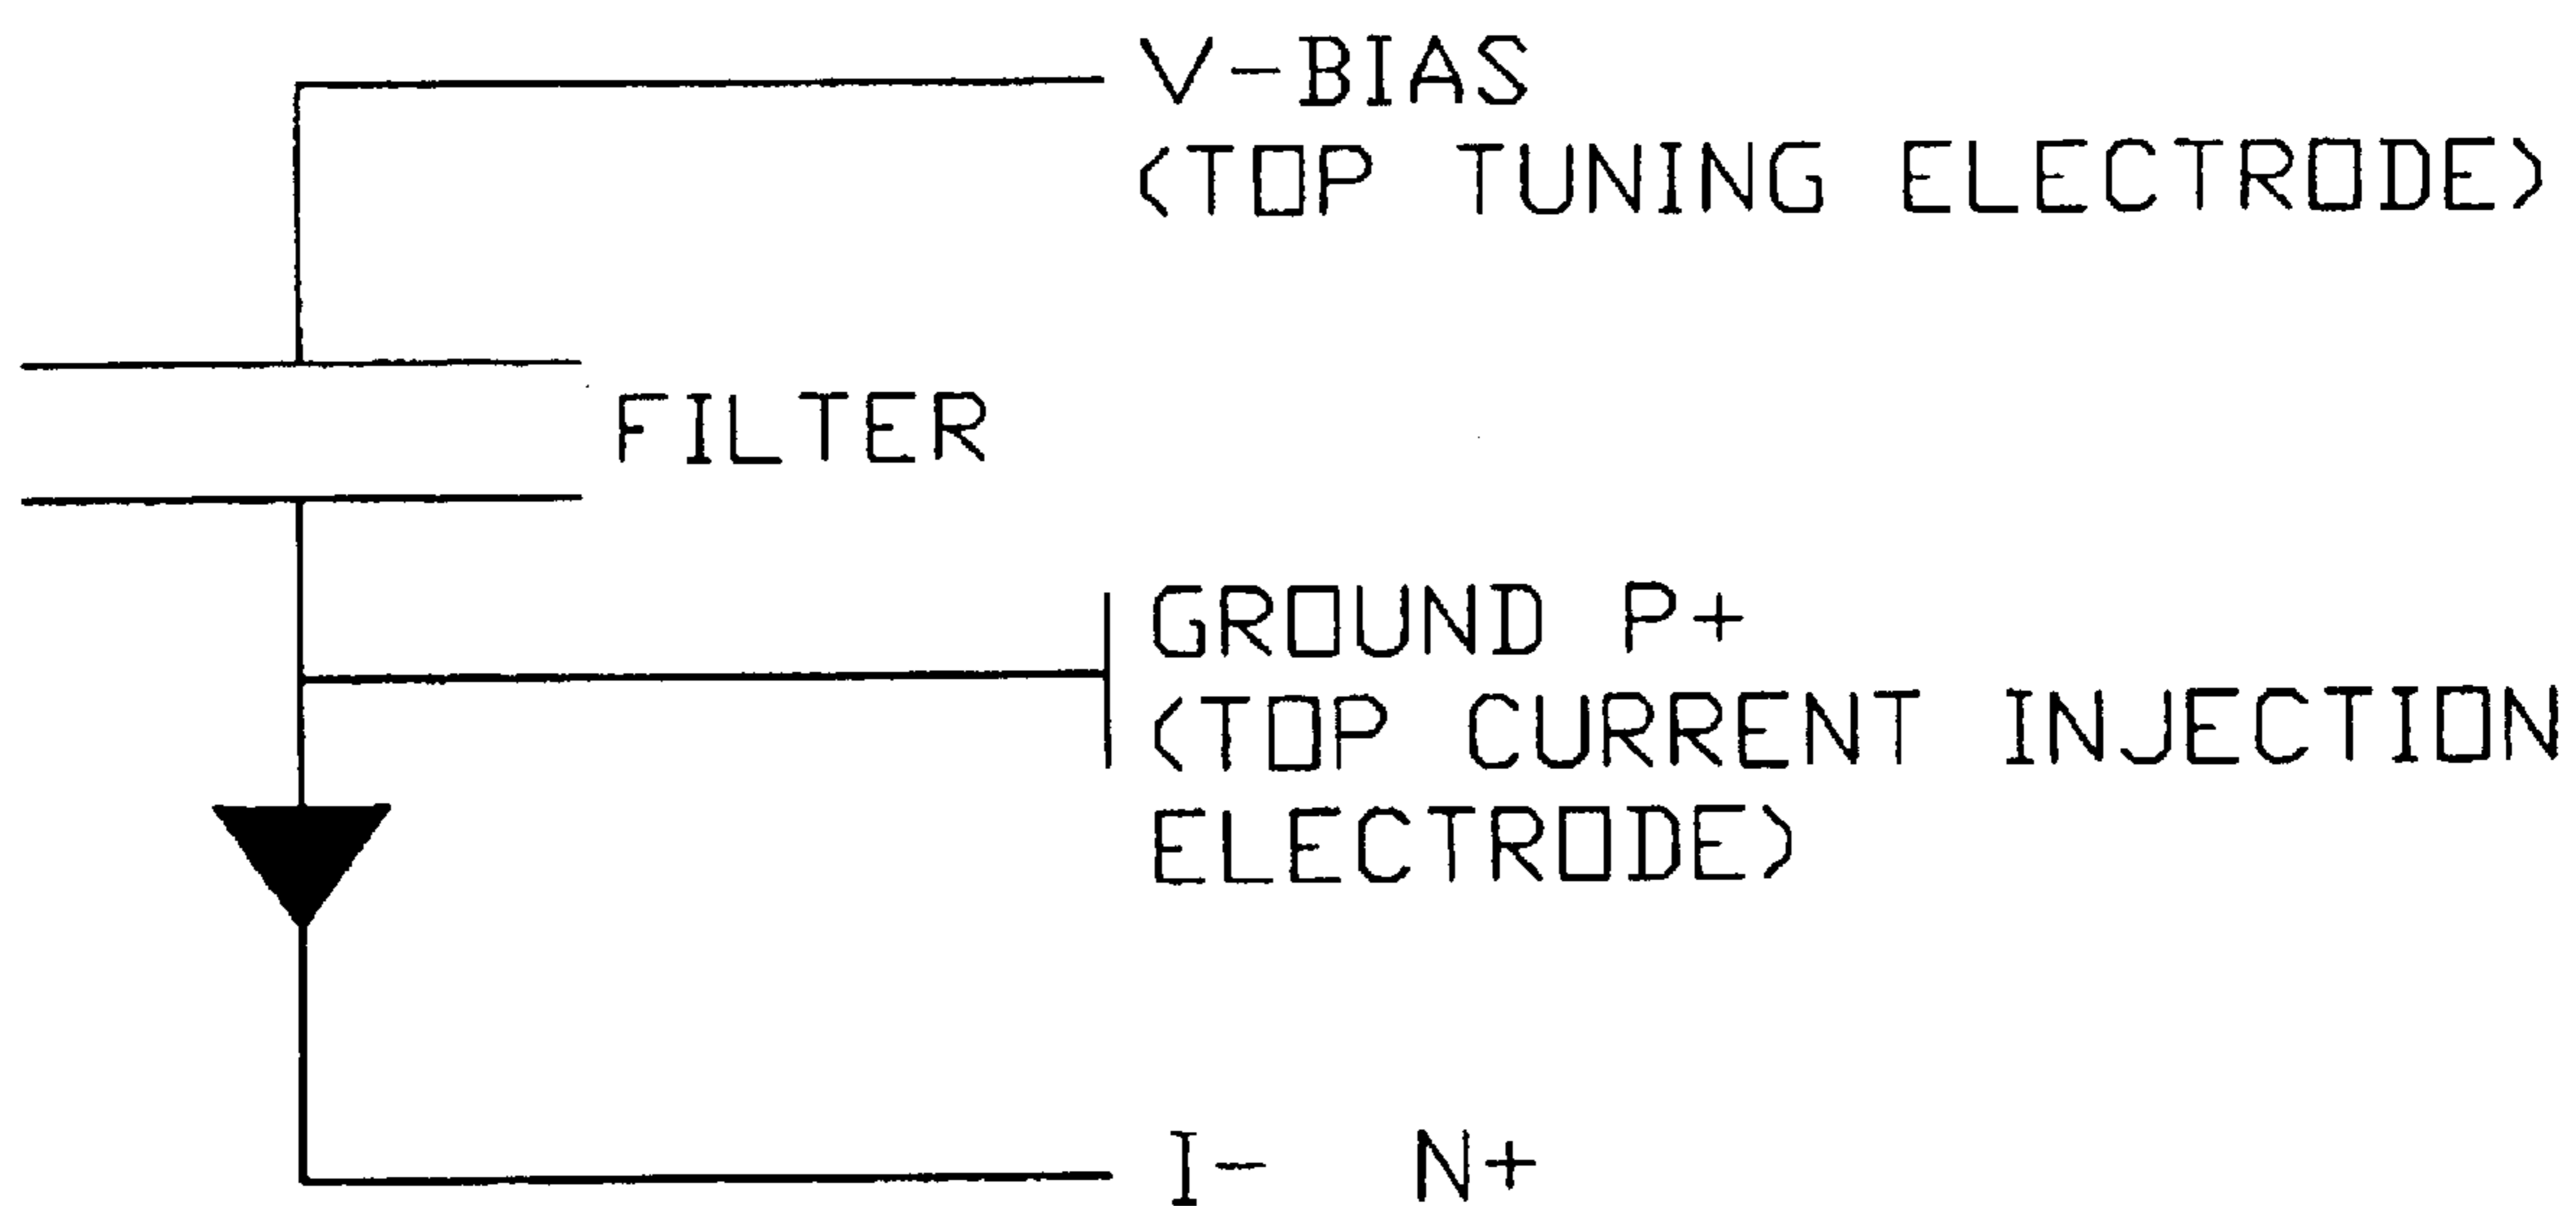 V-BIAS
(TOP TUNING ELECTRODE)
FILTER
GROUND P+
(TOP CURRENT INJECTION
ELECTRODE)
I- N+